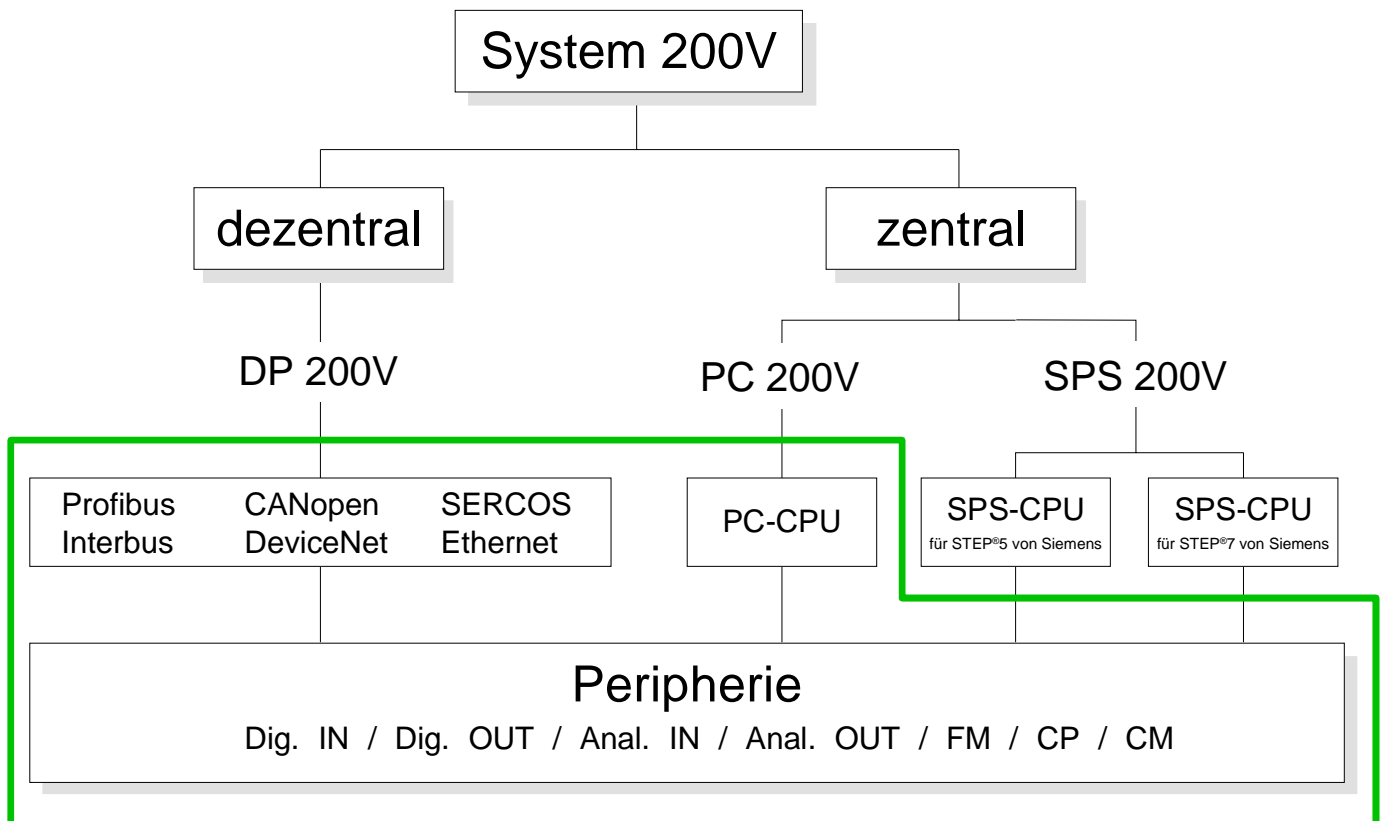 System 200V
dezentral
zentral
DP 200V
PC 200V
SPS 200V
Profibus CANopen SERCOS
Interbus DeviceNet Ethernet
PC-CPU
SPS-CPU
für STEP®5 von Siemens
SPS-CPU
für STEP®7 von Siemens
Peripherie
Dig. IN / Dig. OUT / Anal. IN / Anal. OUT / FM / CP / CM